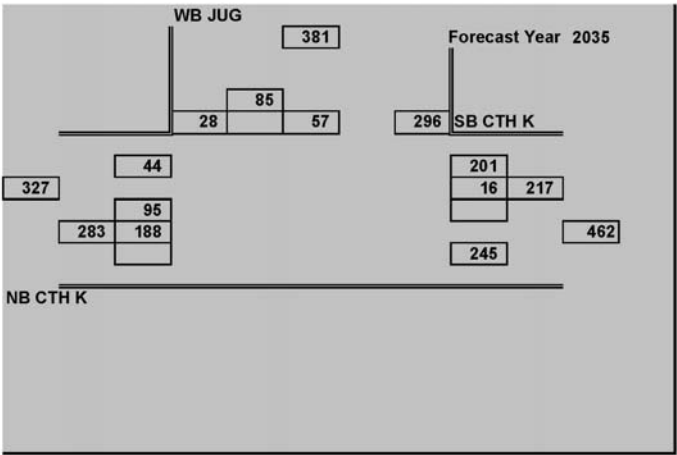 WB JUG
381
Forecast Year 2035
85
28 57 296 SB CTH K
44 201
327 16 217
95
283 188 462
245
NB CTH K